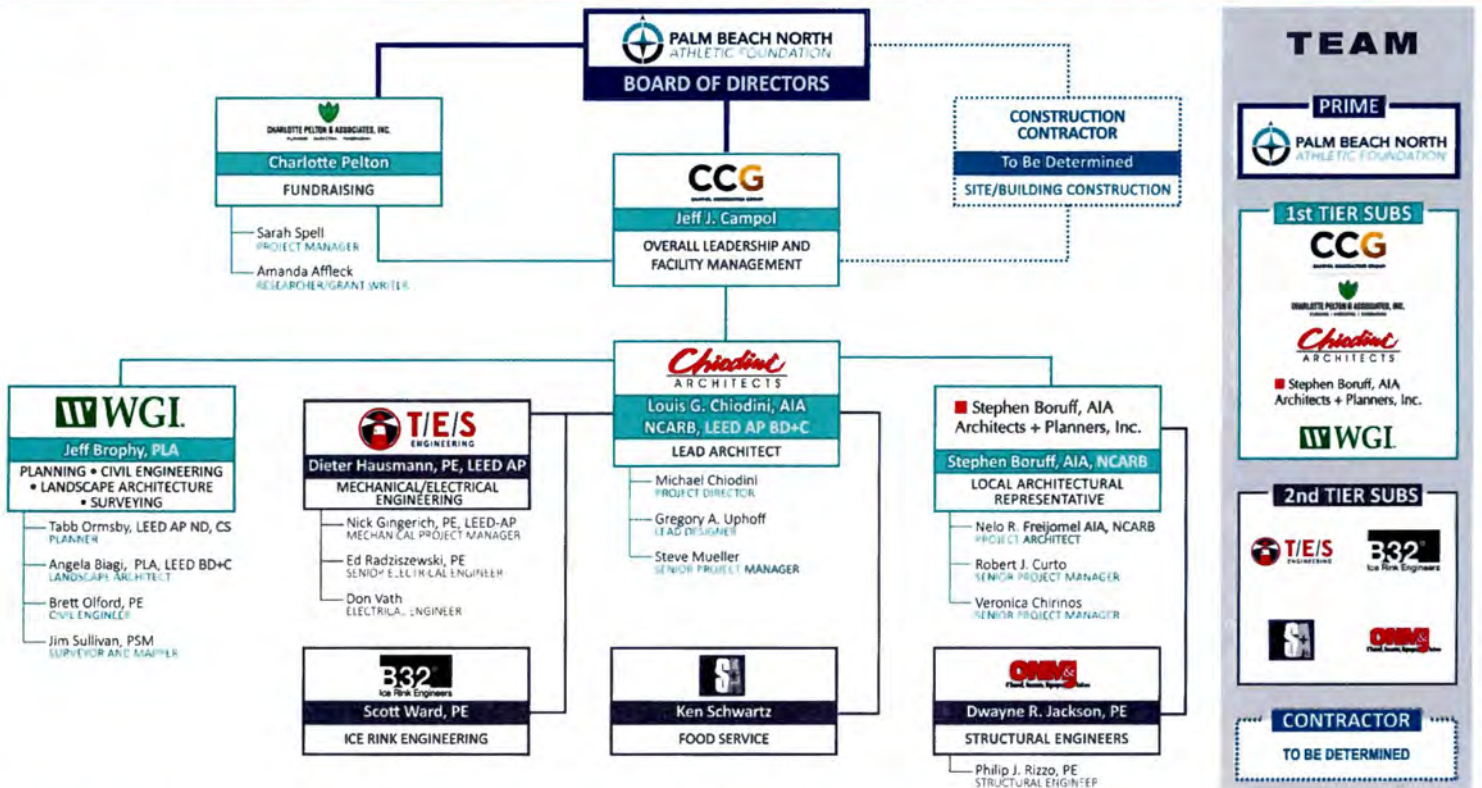 PALM BEACH NORTH
ATHLETIC FOUNDATION
BOARD OF DIRECTORS
CHARLOTTE PELTON & ASSOCIATES, INC.
Charlotte Pelton
FUNDRAISING
Sarah Spell
PROJECT MANAGER
Amanda Affleck
RESEARCHER/GRANT WRITER
CCG
Jeff J. Campol
OVERALL LEADERSHIP AND
FACILITY MANAGEMENT
CONSTRUCTION
CONTRACTOR
To Be Determined
SITE/BUILDING CONSTRUCTION
Chiodini
ARCHITECTS
Louis G. Chiodini, AIA
NCARB, LEED AP BD+C
LEAD ARCHITECT
Michael Chiodini
PROJECT DIRECTOR
Gregory A. Uphoff
LEAD DESIGNER
Steve Mueller
SENIOR PROJECT MANAGER
WGI.
Jeff Brophy, PLA
PLANNING • CIVIL ENGINEERING
• LANDSCAPE ARCHITECTURE
• SURVEYING
Tabb Ormsby, LEED AP ND, CS
PLANNER
Angela Biagi, PLA, LEED BD+C
LANDSCAPE ARCHITECT
Brett Olford, PE
CIVIL ENGINEER
Jim Sullivan, PSM
SURVEYOR AND MAPPER
T/E/S
ENGINEERING
Dieter Hausmann, PE, LEED AP
MECHANICAL/ELECTRICAL
ENGINEERING
Nick Gingerich, PE, LEED-AP
MECHANICAL PROJECT MANAGER
Ed Radziszewski, PE
SENIOR ELECTRICAL ENGINEER
Don Vath
ELECTRICAL ENGINEER
Stephen Boruff, AIA
Architects + Planners, Inc.
Stephen Boruff, AIA, NCARB
LOCAL ARCHITECTURAL
REPRESENTATIVE
Nelo R. Freijomel AIA, NCARB
PROJECT ARCHITECT
Robert J. Curto
SENIOR PROJECT MANAGER
Veronica Chirinos
SENIOR PROJECT MANAGER
B32
Ice Rink Engineers
Scott Ward, PE
ICE RINK ENGINEERING
Ken Schwartz
FOOD SERVICE
ONM&J
Dwayne R. Jackson, PE
STRUCTURAL ENGINEERS
Philip J. Rizzo, PE
STRUCTURAL ENGINEER
TEAM
PRIME
PALM BEACH NORTH
ATHLETIC FOUNDATION
1st TIER SUBS
CCG
CHARLOTTE PELTON & ASSOCIATES, INC.
Chiodini
ARCHITECTS
Stephen Boruff, AIA
Architects + Planners, Inc.
WGI.
2nd TIER SUBS
T/E/S
ENGINEERING
B32
Ice Rink Engineers
ONM&J
CONTRACTOR
TO BE DETERMINED